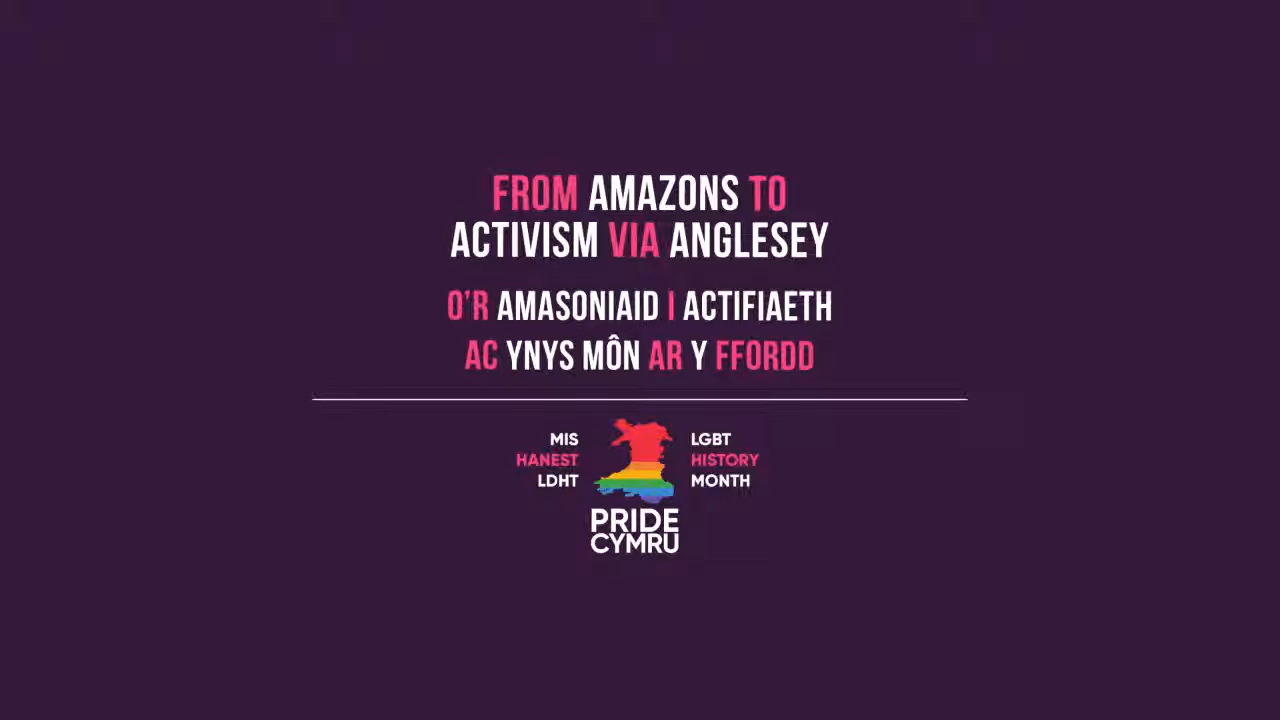 FROM AMAZONS TO
ACTIVISM VIA ANGLESEY
O'R AMASONIAID I ACTIFIAETH
AC YNYS MÔN AR Y FFORDD
MIS
HANEST
LDHT
LGBT
HISTORY
MONTH
PRIDE
CYMRU